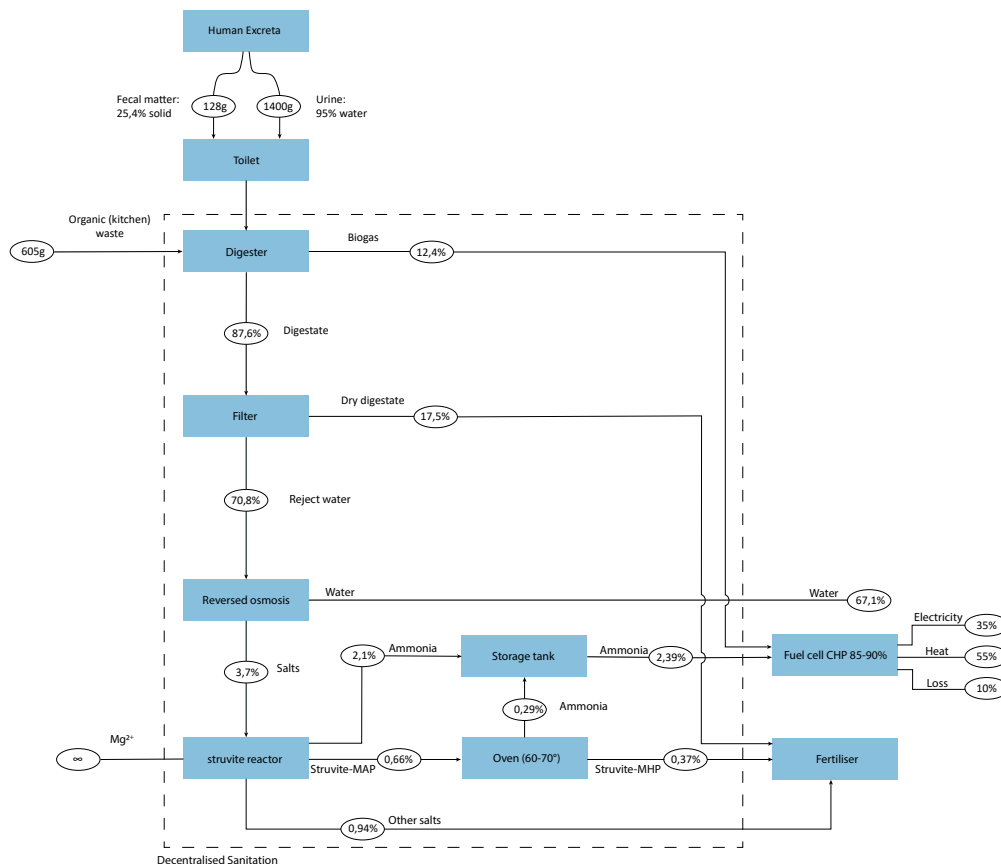 Human Excreta
Fecal matter:
25,4% solid
128g
1400g
Urine:
95% water
Toilet
Organic (kitchen)
waste
605g
Digester
Biogas
12,4%
87,6%
Digestate
Filter
Dry digestate
17,5%
70,8%
Reject water
Reversed osmosis
Water
Water
67,1%
Electricity
35%
3,7%
Salts
2,1%
Ammonia
Storage tank
Ammonia
2,39%
Fuel cell CHP 85-90%
Heat
55%
Loss
10%
0,29%
Ammonia
Mg²⁺
∞
struvite reactor
Struvite-MAP
0,66%
Oven (60-70°)
Struvite-MHP
0,37%
Fertiliser
0,94%
Other salts
Decentralised Sanitation